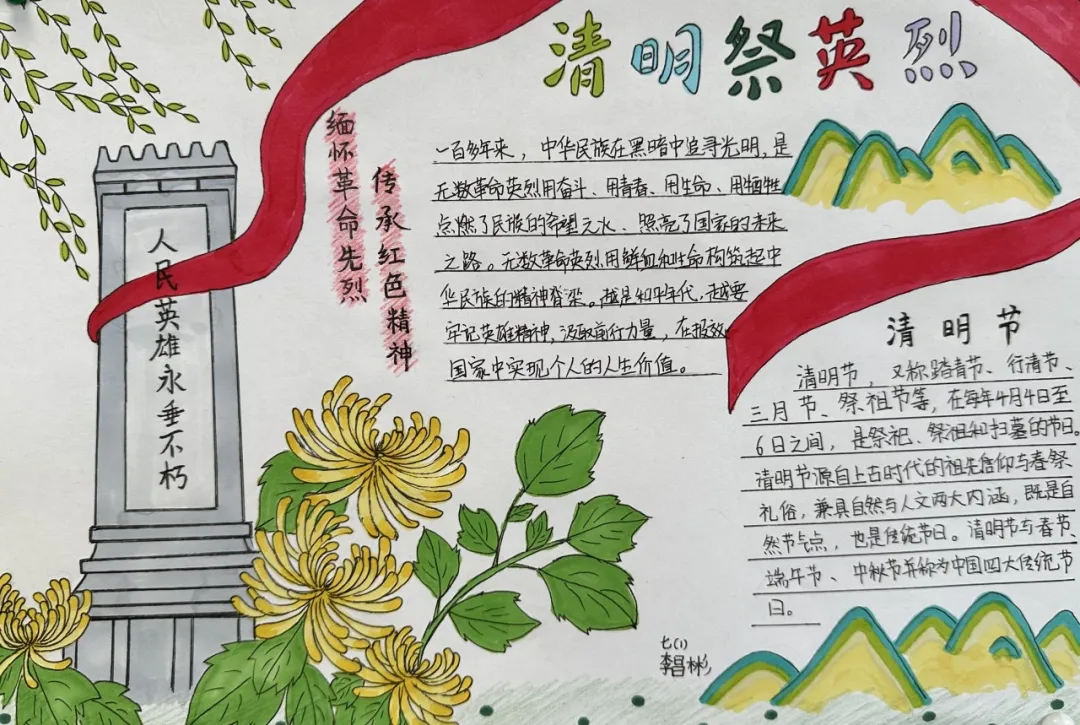 清明祭英烈
缅怀革命先烈
传承红色精神
人民英雄永垂不朽
一百多年来，中华民族在黑暗中追寻光明，是
无数革命英烈用奋斗、用青春、用生命、用牺牲
点燃了民族的希望之火、照亮了国家的未来
之路。无数革命英烈用鲜血和生命构筑起中
华民族的精神脊梁。越是和平年代，越要
牢记英雄精神，汲取前行力量，在报效
国家中实现个人的人生价值。
清明节
清明节，又称踏青节、行清节、
三月节、祭祖节等，在每年4月4日至
6日之间，是祭祀、祭祖和扫墓的节日。
清明节源自上古时代的祖先信仰与春祭
礼俗，兼具自然与人文两大内涵，既是自
然节气点，也是传统节日。清明节与春节、
端午节、中秋节并称为中国四大传统节
日。
七(1)
李昌彬